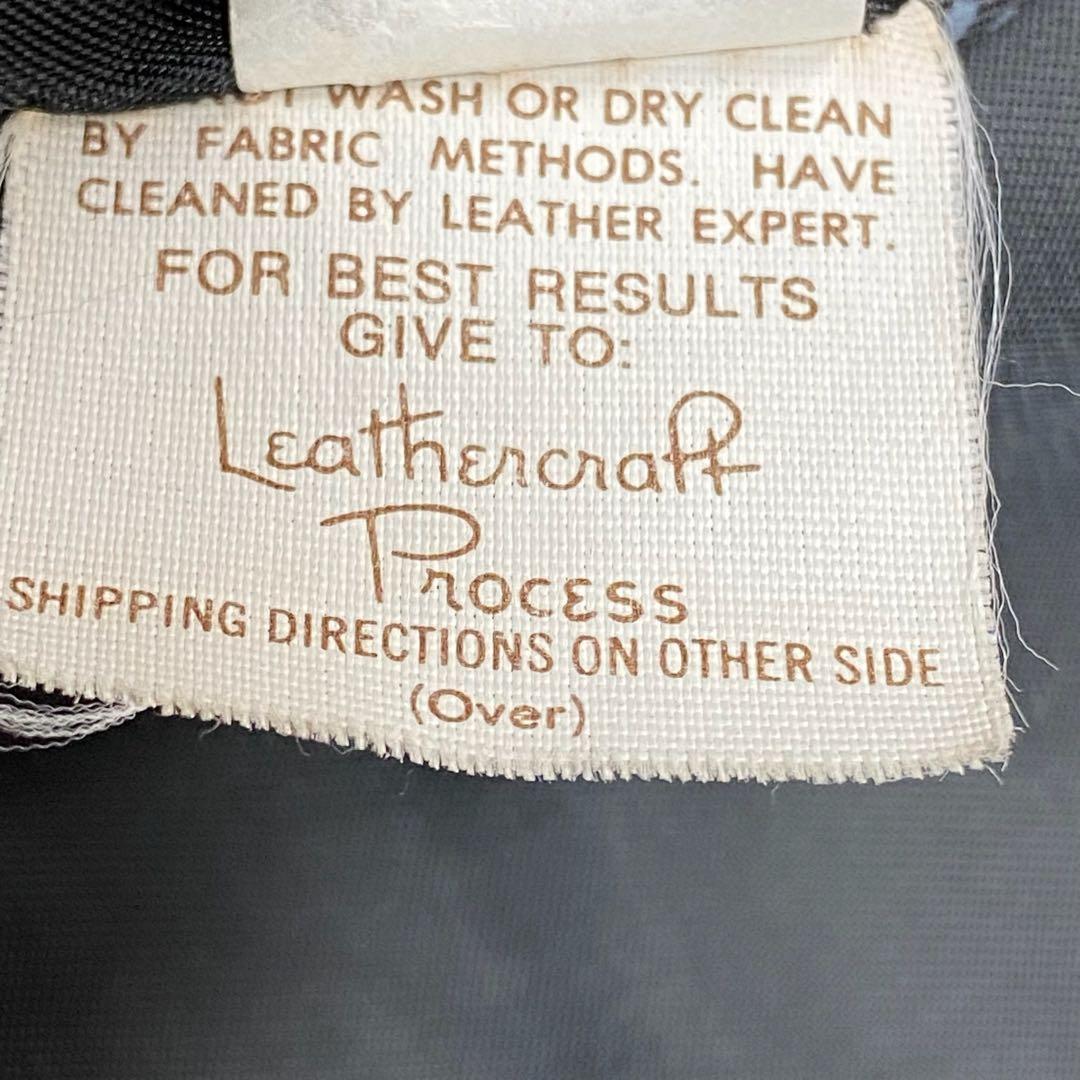 WASH OR DRY CLEAN
BY FABRIC METHODS. HAVE
CLEANED BY LEATHER EXPERT.
FOR BEST RESULTS
GIVE TO:
Leathercraft
Process
SHIPPING DIRECTIONS ON OTHER SIDE
(Over)